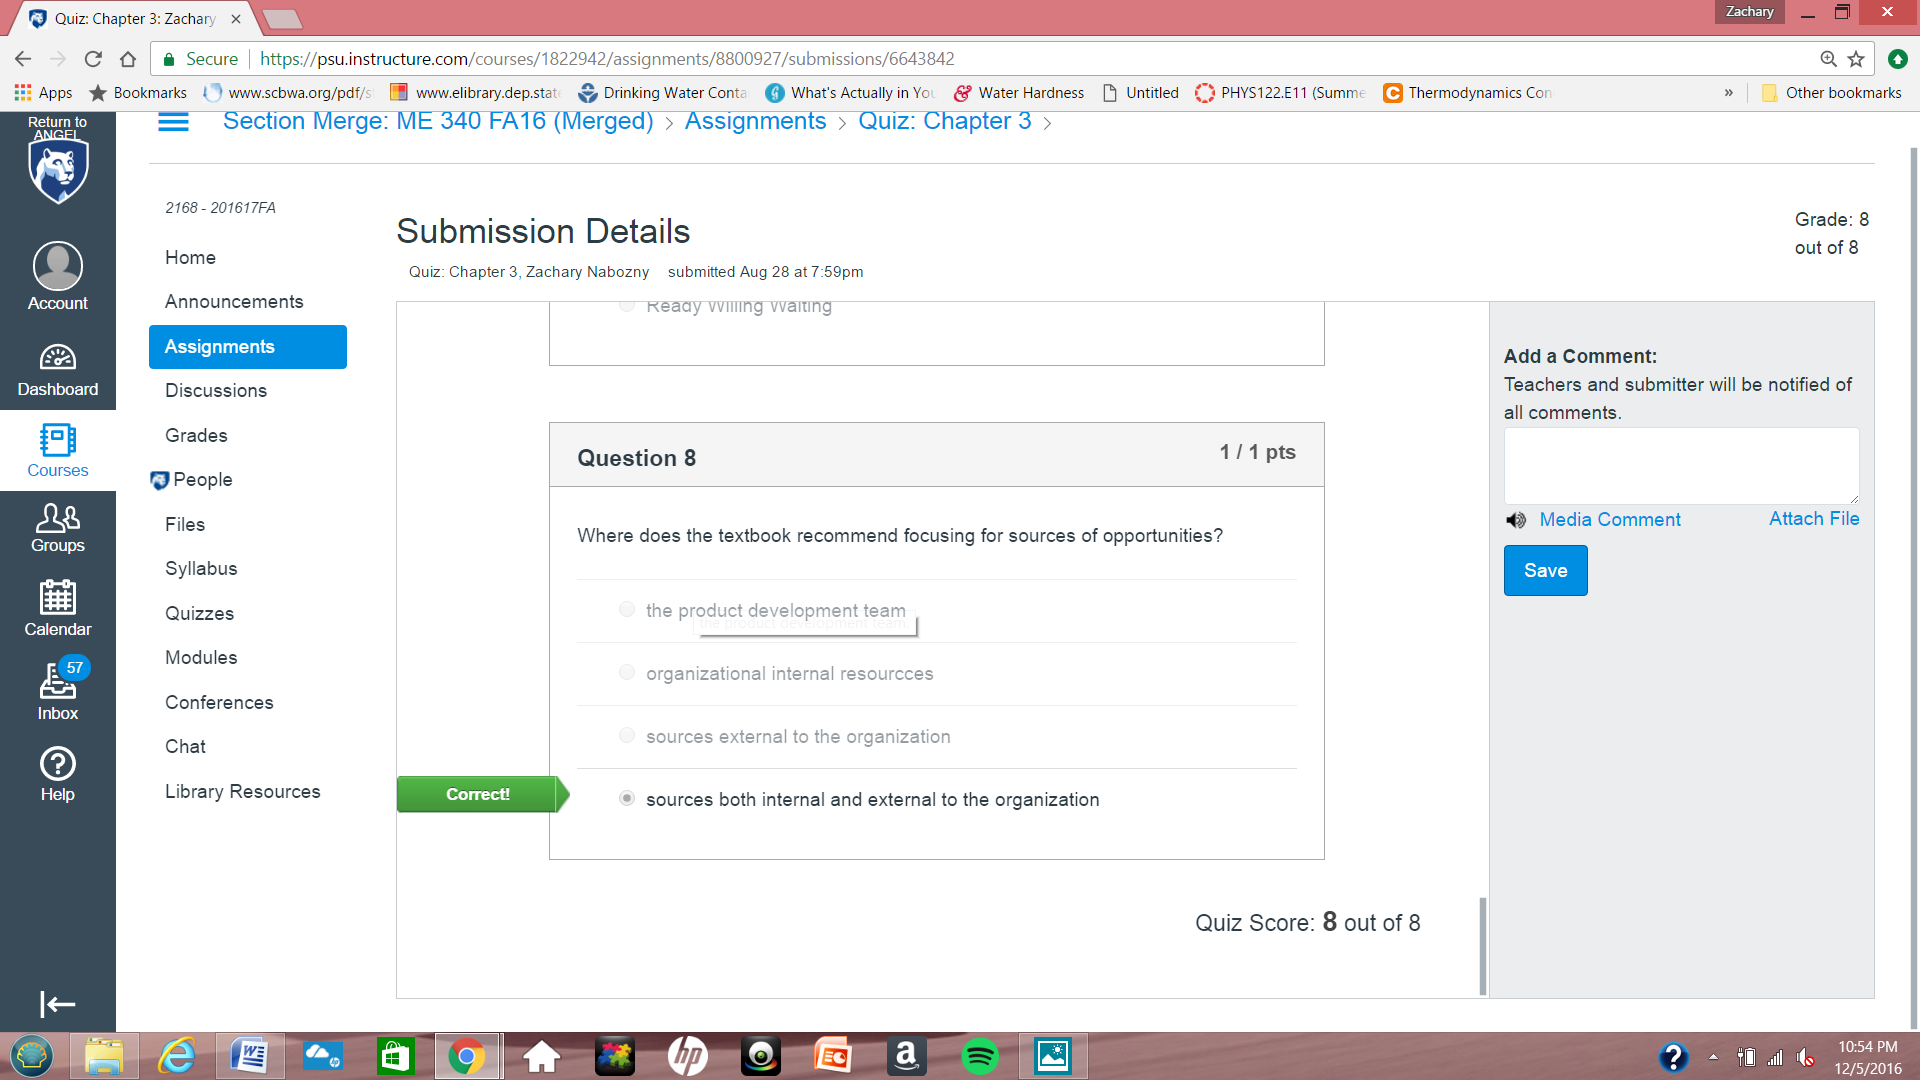 Quiz: Chapter 3: Zachary
Zachary
Secure https://psu.instructure.com/courses/1822942/assignments/8800927/submissions/6643842
Apps Bookmarks www.scbwa.org/pdf/s www.elibrary.dep.state Drinking Water Conta What's Actually in You Water Hardness Untitled PHYS122.E11 (Summe Thermodynamics Con » Other bookmarks
Return to
ANGEL
Section Merge: ME 340 FA16 (Merged) > Assignments > Quiz: Chapter 3 >
Account
Dashboard
Courses
Groups
Calendar
57
Inbox
Help
2168 - 201617FA
Home
Announcements
Assignments
Discussions
Grades
People
Files
Syllabus
Quizzes
Modules
Conferences
Chat
Library Resources
Submission Details
Quiz: Chapter 3, Zachary Nabozny submitted Aug 28 at 7:59pm
Grade: 8
out of 8
Ready Willing Waiting
Question 8
1 / 1 pts
Where does the textbook recommend focusing for sources of opportunities?
the product development team
the product development team.
organizational internal resourcces
sources external to the organization
Correct!
sources both internal and external to the organization
Quiz Score: 8 out of 8
Add a Comment:
Teachers and submitter will be notified of
all comments.
Media Comment Attach File
Save
10:54 PM
12/5/2016